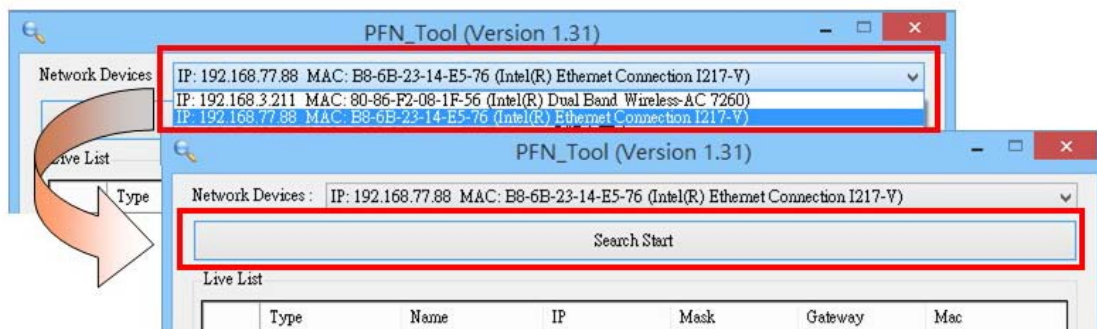 PFN_Tool (Version 1.31)
Network Devices
IP: 192.168.77.88 MAC: B8-6B-23-14-E5-76 (Intel(R) Ethernet Connection I217-V)
IP: 192.168.3.211 MAC: 80-86-F2-08-1F-56 (Intel(R) Dual Band Wireless-AC 7260)
IP: 192.168.77.88 MAC: B8-6B-23-14-E5-76 (Intel(R) Ethernet Connection I217-V)
Live List
Type
PFN_Tool (Version 1.31)
Network Devices : IP: 192.168.77.88 MAC: B8-6B-23-14-E5-76 (Intel(R) Ethernet Connection I217-V)
Search Start
Live List
Type Name IP Mask Gateway Mac